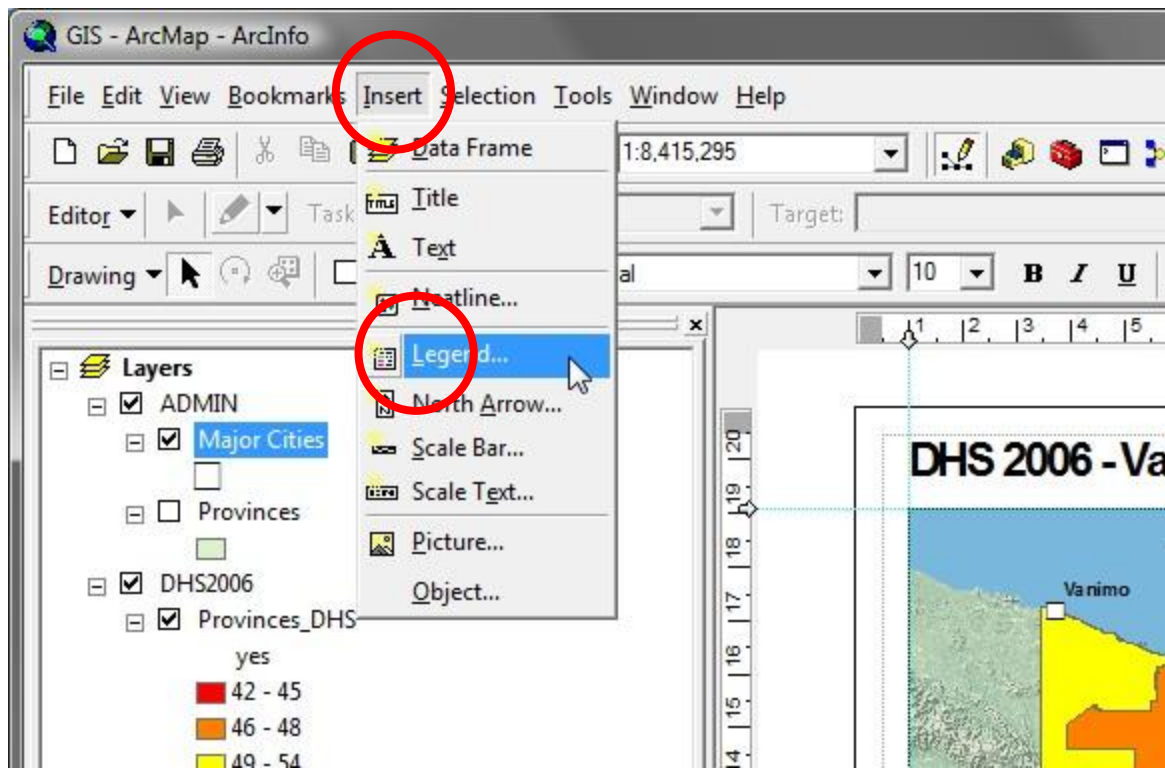 GIS - ArcMap - ArcInfo
File Edit View Bookmarks Insert Selection Tools Window Help
Data Frame
1:8,415,295
Editor
Task
Title
Target:
Text
Drawing
al
10
B I U
Neatline...
1 2 3 4 5
Legend...
Layers
ADMIN
North Arrow...
Major Cities
Scale Bar...
20
DHS 2006 - Va
Scale Text...
19
Provinces
Picture...
18
DHS2006
Object...
Vanimo
17
Provinces_DHS
yes
16
42 - 45
15
46 - 48
14
49 - 54